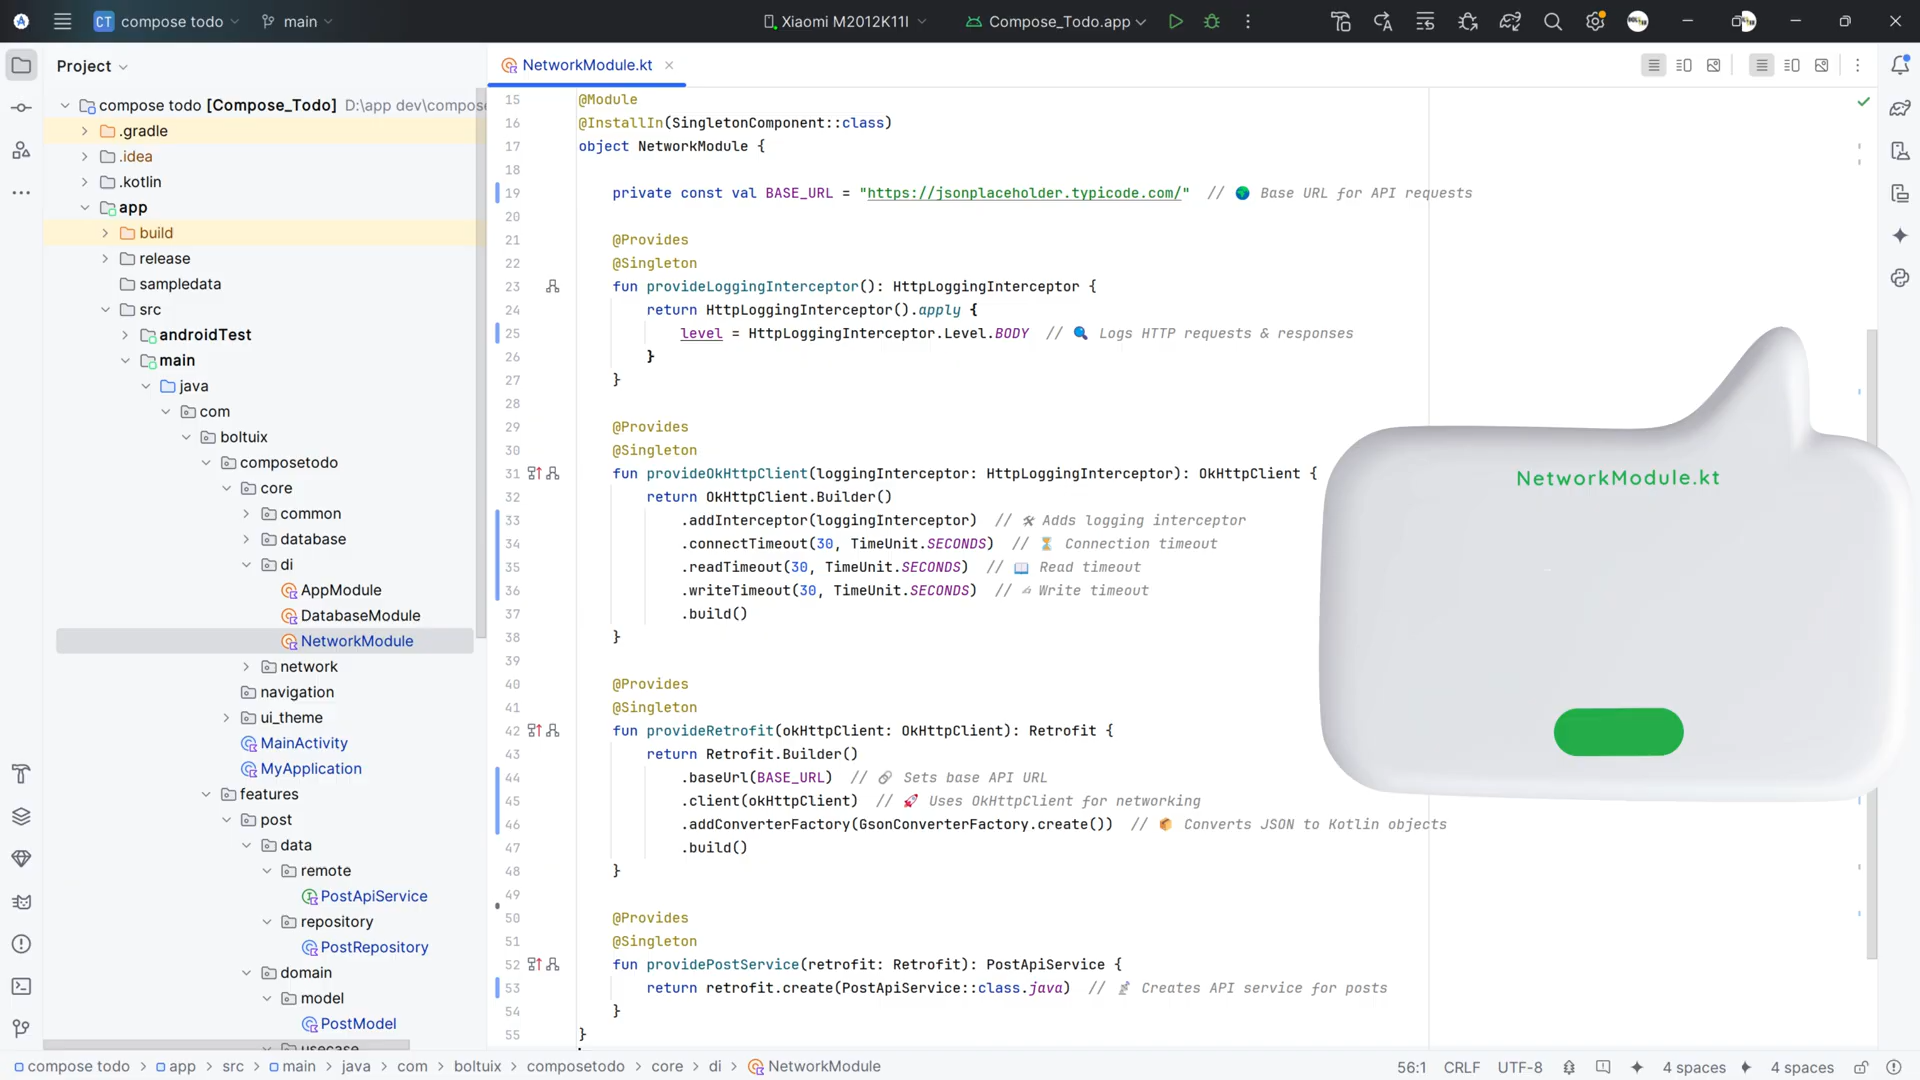 CT compose todo main Xiaomi M2012K11I Compose_Todo.app
Project
NetworkModule.kt
compose todo [Compose_Todo] D:\app dev\compose
.gradle
.idea
.kotlin
app
build
release
sampledata
src
androidTest
main
java
com
boltuix
composetodo
core
common
database
di
AppModule
DatabaseModule
NetworkModule
network
navigation
ui_theme
MainActivity
MyApplication
features
post
data
remote
PostApiService
repository
PostRepository
domain
model
PostModel
usecase
15 @Module
16 @InstallIn(SingletonComponent::class)
17 object NetworkModule {
18
19 private const val BASE_URL = "https://jsonplaceholder.typicode.com/" // 🌍 Base URL for API requests
20
21 @Provides
22 @Singleton
23 fun provideLoggingInterceptor(): HttpLoggingInterceptor {
24 return HttpLoggingInterceptor().apply {
25 level = HttpLoggingInterceptor.Level.BODY // 🔍 Logs HTTP requests & responses
26 }
27 }
28
29 @Provides
30 @Singleton
31 fun provideOkHttpClient(loggingInterceptor: HttpLoggingInterceptor): OkHttpClient {
32 return OkHttpClient.Builder()
33 .addInterceptor(loggingInterceptor) // 🛠 Adds logging interceptor
34 .connectTimeout(30, TimeUnit.SECONDS) // ⏳ Connection timeout
35 .readTimeout(30, TimeUnit.SECONDS) // 📖 Read timeout
36 .writeTimeout(30, TimeUnit.SECONDS) // ✍ Write timeout
37 .build()
38 }
39
40 @Provides
41 @Singleton
42 fun provideRetrofit(okHttpClient: OkHttpClient): Retrofit {
43 return Retrofit.Builder()
44 .baseUrl(BASE_URL) // 🔗 Sets base API URL
45 .client(okHttpClient) // 🚀 Uses OkHttpClient for networking
46 .addConverterFactory(GsonConverterFactory.create()) // 📦 Converts JSON to Kotlin objects
47 .build()
48 }
49
50 @Provides
51 @Singleton
52 fun providePostService(retrofit: Retrofit): PostApiService {
53 return retrofit.create(PostApiService::class.java) // 📡 Creates API service for posts
54 }
55 }
NetworkModule.kt
compose todo > app > src > main > java > com > boltuix > composetodo > core > di > NetworkModule 56:1 CRLF UTF-8 4 spaces 4 spaces